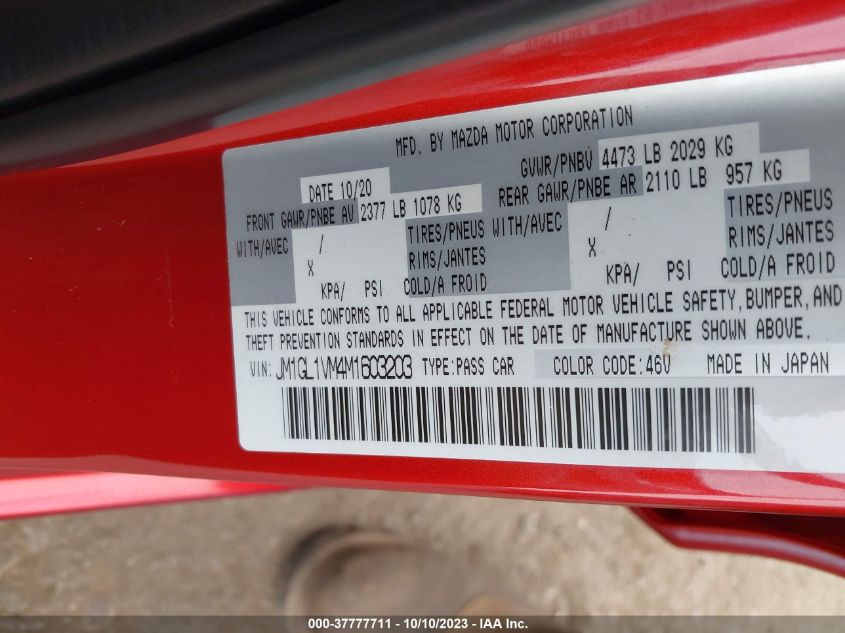 MFD. BY MAZDA MOTOR CORPORATION
DATE 10/20
GVWR/PNBV 4473 LB 2029 KG
FRONT GAWR/PNBE AV 2377 LB 1078 KG
REAR GAWR/PNBE AR 2110 LB 957 KG
WITH/AVEC / TIRES/PNEUS WITH/AVEC / TIRES/PNEUS
X RIMS/JANTES X RIMS/JANTES
KPA/ PSI COLD/A FROID KPA/ PSI COLD/A FROID
THIS VEHICLE CONFORMS TO ALL APPLICABLE FEDERAL MOTOR VEHICLE SAFETY, BUMPER, AND
THEFT PREVENTION STANDARDS IN EFFECT ON THE DATE OF MANUFACTURE SHOWN ABOVE.
VIN: JM1GL1VM4M1603203 TYPE:PASS CAR COLOR CODE:46V MADE IN JAPAN
000-37777711 - 10/10/2023 - IAA Inc.